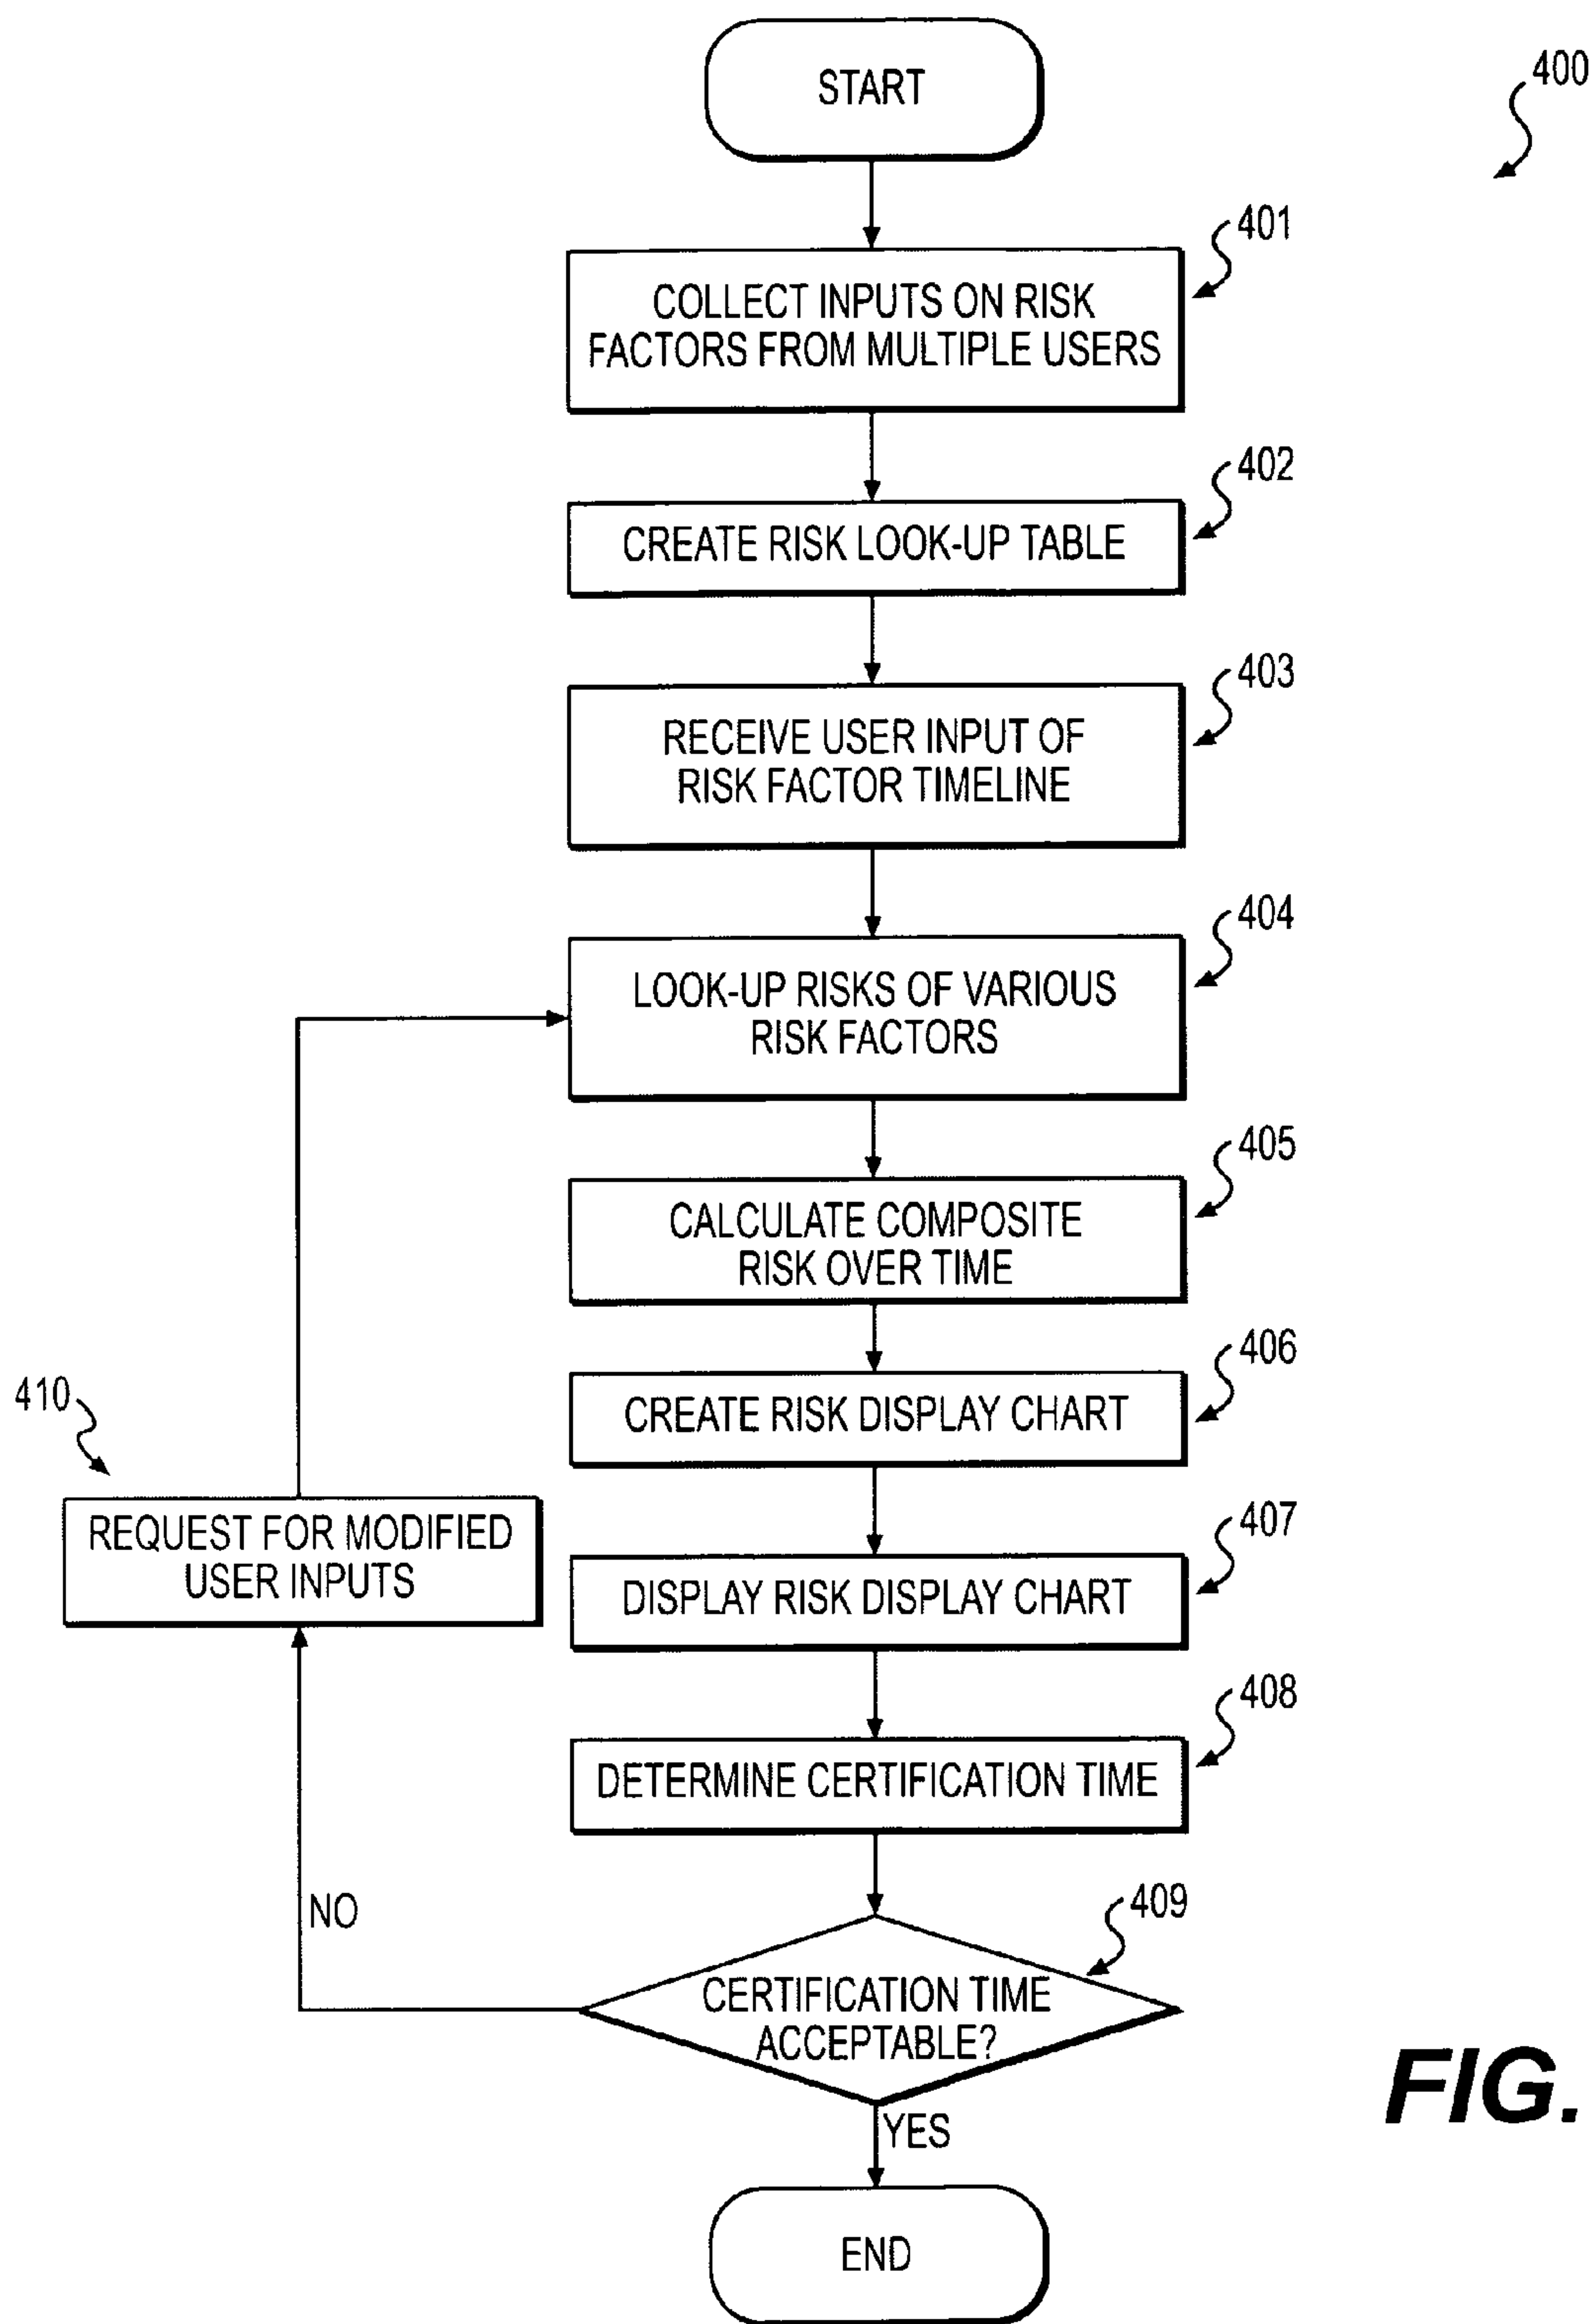 START
400
401
COLLECT INPUTS ON RISK
FACTORS FROM MULTIPLE USERS
402
CREATE RISK LOOK-UP TABLE
403
RECEIVE USER INPUT OF
RISK FACTOR TIMELINE
404
LOOK-UP RISKS OF VARIOUS
RISK FACTORS
405
CALCULATE COMPOSITE
RISK OVER TIME
406
CREATE RISK DISPLAY CHART
410
REQUEST FOR MODIFIED
USER INPUTS
407
DISPLAY RISK DISPLAY CHART
408
DETERMINE CERTIFICATION TIME
NO
409
CERTIFICATION TIME
ACCEPTABLE?
YES
FIG.
END